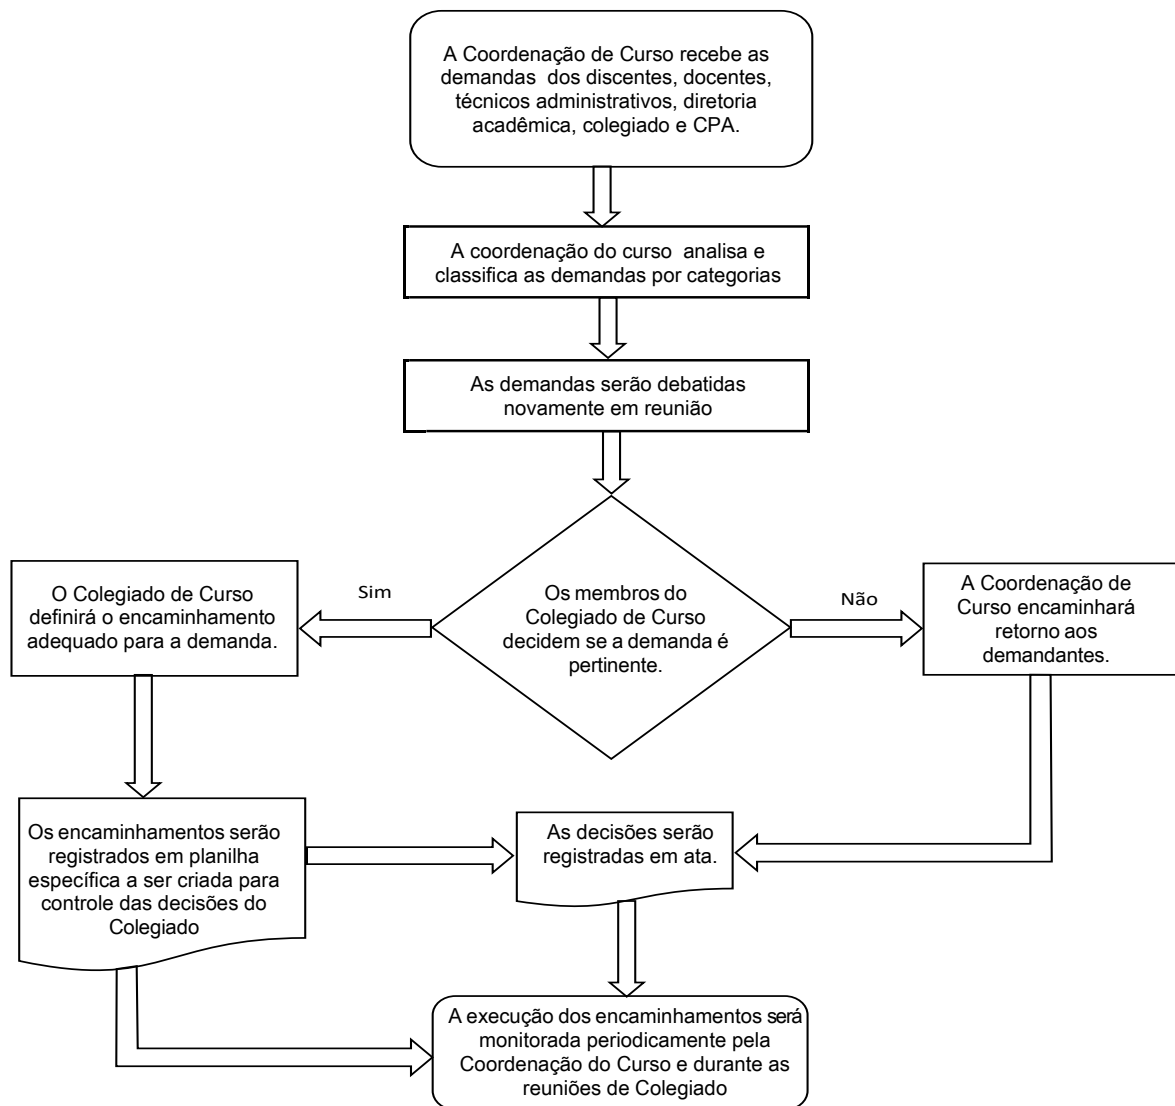 A Coordenação de Curso recebe as
demandas dos discentes, docentes,
técnicos administrativos, diretoria
acadêmica, colegiado e CPA.
A coordenação do curso analisa e
classifica as demandas por categorias
As demandas serão debatidas
novamente em reunião
Os membros do
Colegiado de Curso
decidem se a demanda é
pertinente.
Sim
O Colegiado de Curso
definirá o encaminhamento
adequado para a demanda.
Não
A Coordenação de
Curso encaminhará
retorno aos
demandantes.
Os encaminhamentos serão
registrados em planilha
específica a ser criada para
controle das decisões do
Colegiado
As decisões serão
registradas em ata.
A execução dos encaminhamentos será
monitorada periodicamente pela
Coordenação do Curso e durante as
reuniões de Colegiado